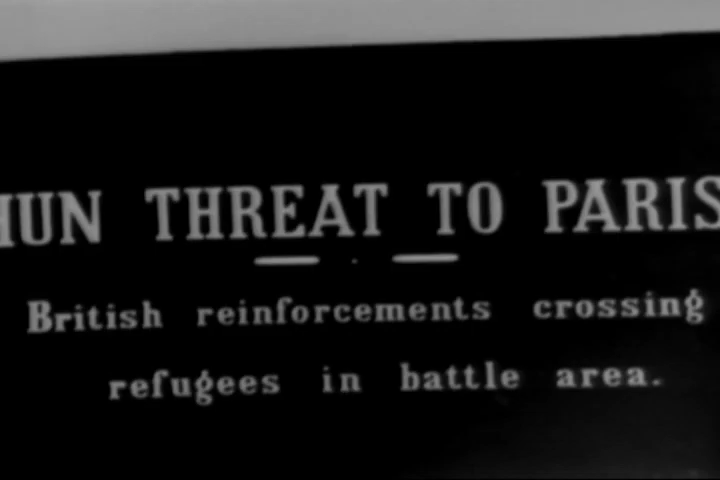 HUN THREAT TO PARIS
British reinforcements crossing
refugees in battle area.